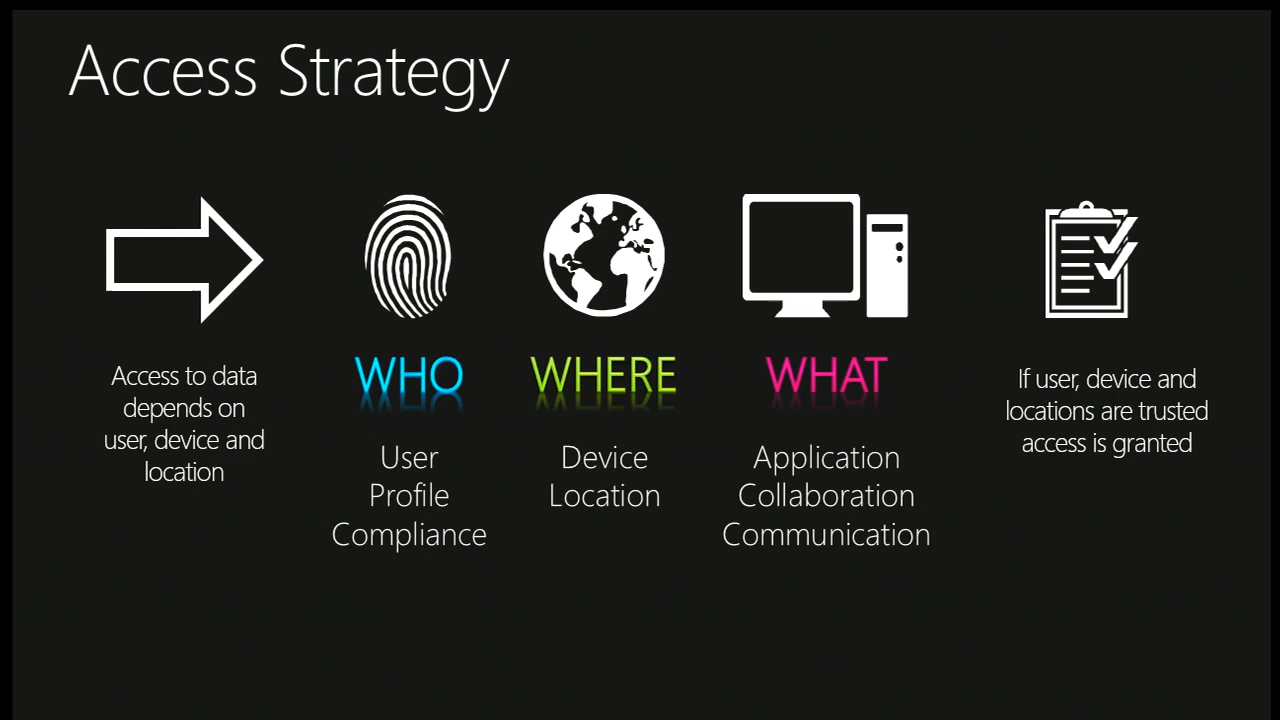 Access Strategy
Access to data
depends on
user, device and
location
WHO
User
Profile
Compliance
WHERE
Device
Location
WHAT
Application
Collaboration
Communication
If user, device and
locations are trusted
access is granted